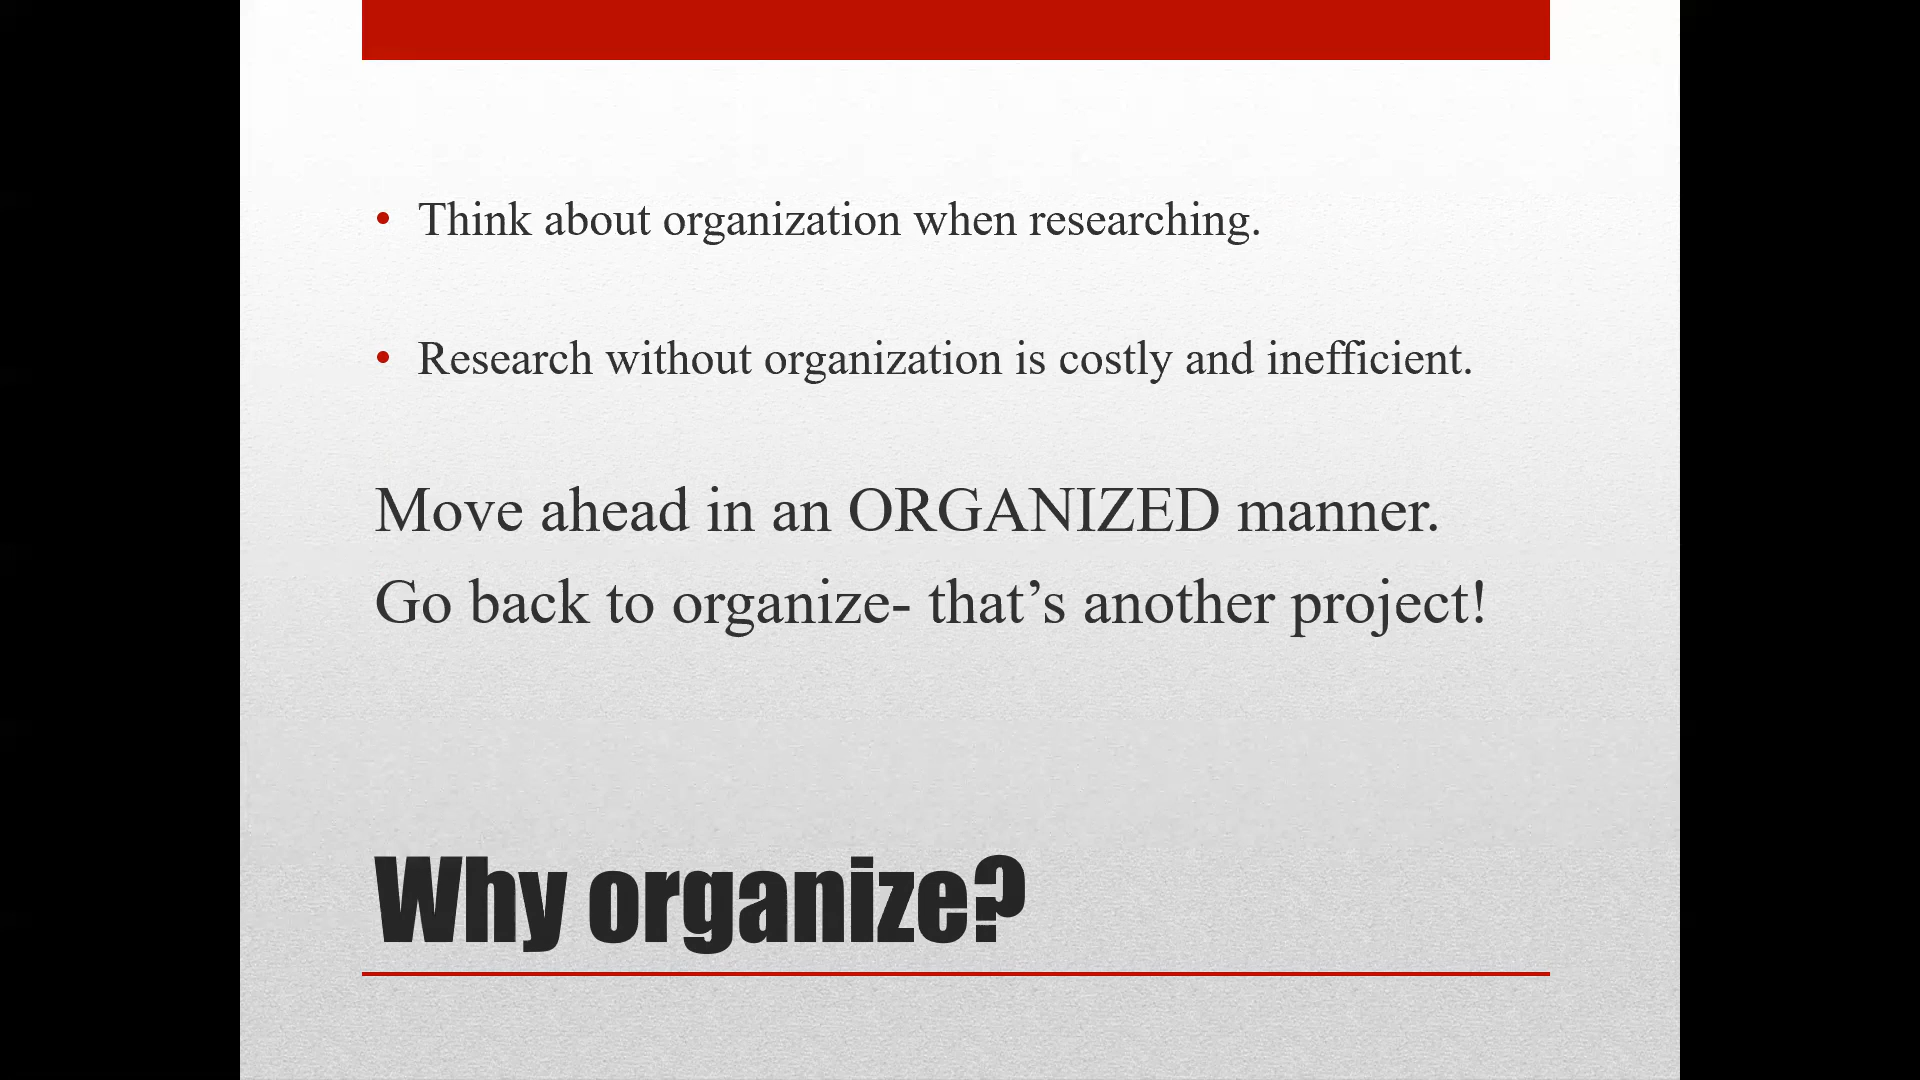 • Think about organization when researching.
• Research without organization is costly and inefficient.
Move ahead in an ORGANIZED manner.
Go back to organize- that’s another project!
Why organize?